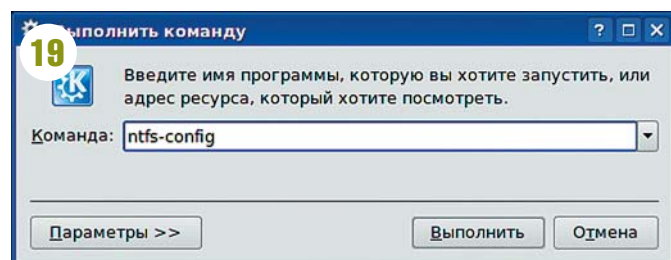 Выполнить команду
19
Введите имя программы, которую вы хотите запустить, или
адрес ресурса, который хотите посмотреть.
Команда: ntfs-config
Параметры >>
Выполнить
Отмена